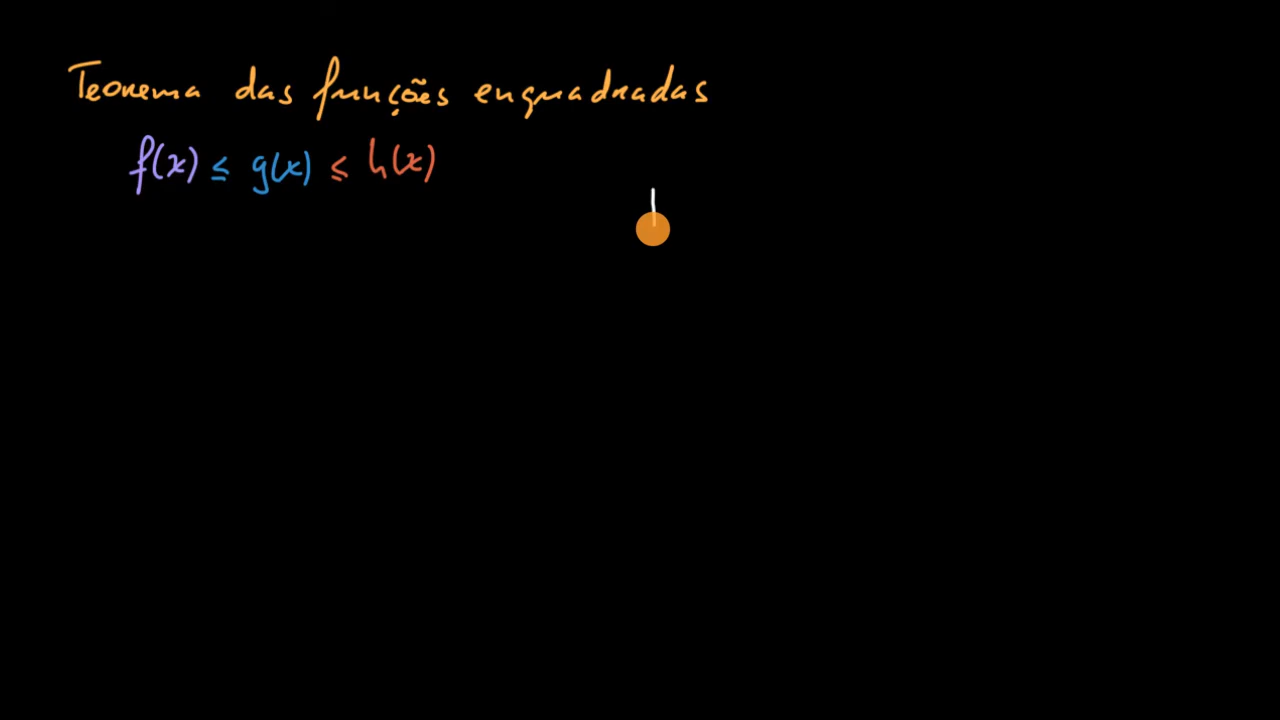 Teorema das funções enquadradas
f(x) ≤ g(x) ≤ h(x)